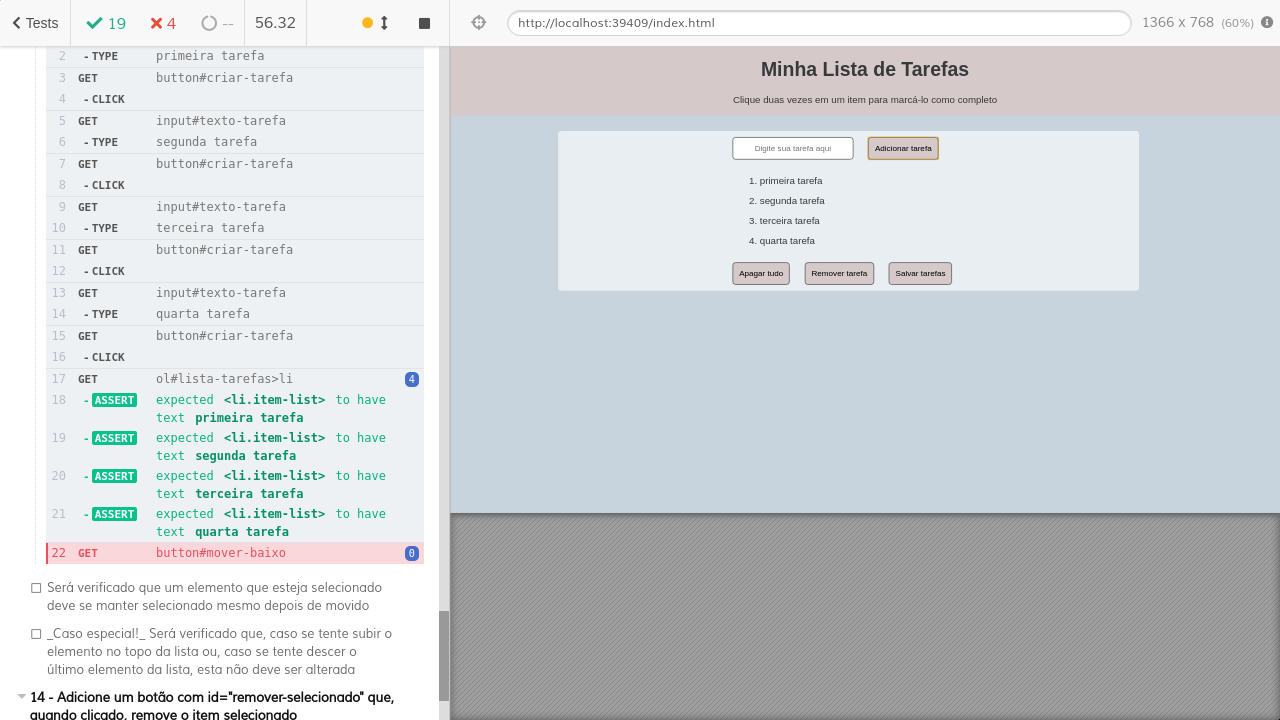 Tests
19
4
--
56.32
http://localhost:39409/index.html
1366 x 768 (60%)
2 - TYPE primeira tarefa
3 GET button#criar-tarefa
4 - CLICK
5 GET input#texto-tarefa
6 - TYPE segunda tarefa
7 GET button#criar-tarefa
8 - CLICK
9 GET input#texto-tarefa
10 - TYPE terceira tarefa
11 GET button#criar-tarefa
12 - CLICK
13 GET input#texto-tarefa
14 - TYPE quarta tarefa
15 GET button#criar-tarefa
16 - CLICK
17 GET ol#lista-tarefas>li 4
18 - ASSERT expected <li.item-list> to have
text primeira tarefa
19 - ASSERT expected <li.item-list> to have
text segunda tarefa
20 - ASSERT expected <li.item-list> to have
text terceira tarefa
21 - ASSERT expected <li.item-list> to have
text quarta tarefa
22 GET button#mover-baixo 0
Será verificado que um elemento que esteja selecionado
deve se manter selecionado mesmo depois de movido
_Caso especial!_ Será verificado que, caso se tente subir o
elemento no topo da lista ou, caso se tente descer o
último elemento da lista, esta não deve ser alterada
14 - Adicione um botão com id="remover-selecionado" que,
quando clicado, remove o item selecionado
Minha Lista de Tarefas
Clique duas vezes em um item para marcá-lo como completo
Digite sua tarefa aqui
Adicionar tarefa
1. primeira tarefa
2. segunda tarefa
3. terceira tarefa
4. quarta tarefa
Apagar tudo
Remover tarefa
Salvar tarefas